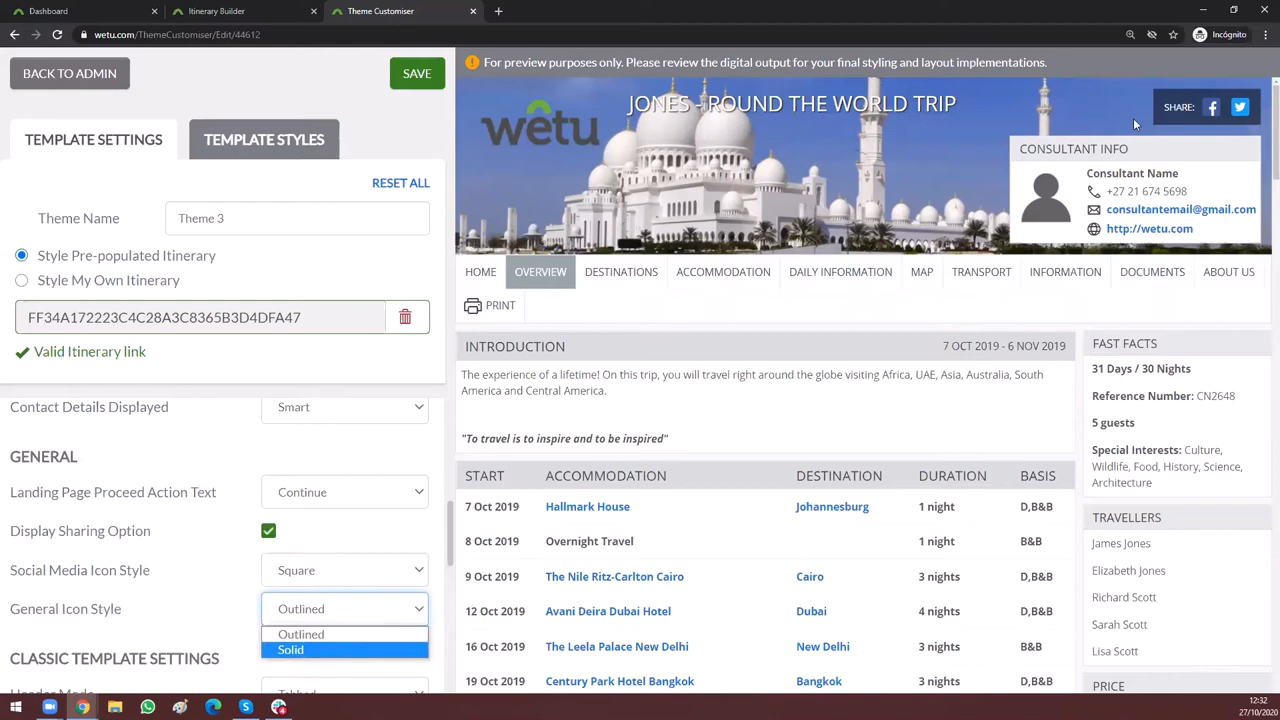 Dashboard
Itinerary Builder
Theme Customiser
wetu.com/ThemeCustomiser/Edit/44612
Incógnito
BACK TO ADMIN
SAVE
TEMPLATE SETTINGS
TEMPLATE STYLES
RESET ALL
Theme Name
Theme 3
Style Pre-populated Itinerary
Style My Own Itinerary
FF34A172223C4C28A3C8365B3D4DFA47
Valid Itinerary link
Contact Details Displayed
Smart
GENERAL
Landing Page Proceed Action Text
Continue
Display Sharing Option
Social Media Icon Style
Square
General Icon Style
Outlined
Outlined
Solid
CLASSIC TEMPLATE SETTINGS
Header Mode
Tabbed
For preview purposes only. Please review the digital output for your final styling and layout implementations.
wetu
JONES - ROUND THE WORLD TRIP
SHARE:
CONSULTANT INFO
Consultant Name
+27 21 674 5698
consultantemail@gmail.com
http://wetu.com
HOME
OVERVIEW
DESTINATIONS
ACCOMMODATION
DAILY INFORMATION
MAP
TRANSPORT
INFORMATION
DOCUMENTS
ABOUT US
PRINT
INTRODUCTION
7 OCT 2019 - 6 NOV 2019
The experience of a lifetime! On this trip, you will travel right around the globe visiting Africa, UAE, Asia, Australia, South
America and Central America.
"To travel is to inspire and to be inspired"
START ACCOMMODATION DESTINATION DURATION BASIS
7 Oct 2019 Hallmark House Johannesburg 1 night D,B&B
8 Oct 2019 Overnight Travel 1 night B&B
9 Oct 2019 The Nile Ritz-Carlton Cairo Cairo 3 nights D,B&B
12 Oct 2019 Avani Deira Dubai Hotel Dubai 4 nights D,B&B
16 Oct 2019 The Leela Palace New Delhi New Delhi 3 nights B&B
19 Oct 2019 Century Park Hotel Bangkok Bangkok 3 nights D,B&B
FAST FACTS
31 Days / 30 Nights
Reference Number: CN2648
5 guests
Special Interests: Culture,
Wildlife, Food, History, Science,
Architecture
TRAVELLERS
James Jones
Elizabeth Jones
Richard Scott
Sarah Scott
Lisa Scott
PRICE
12:32
27/10/2020